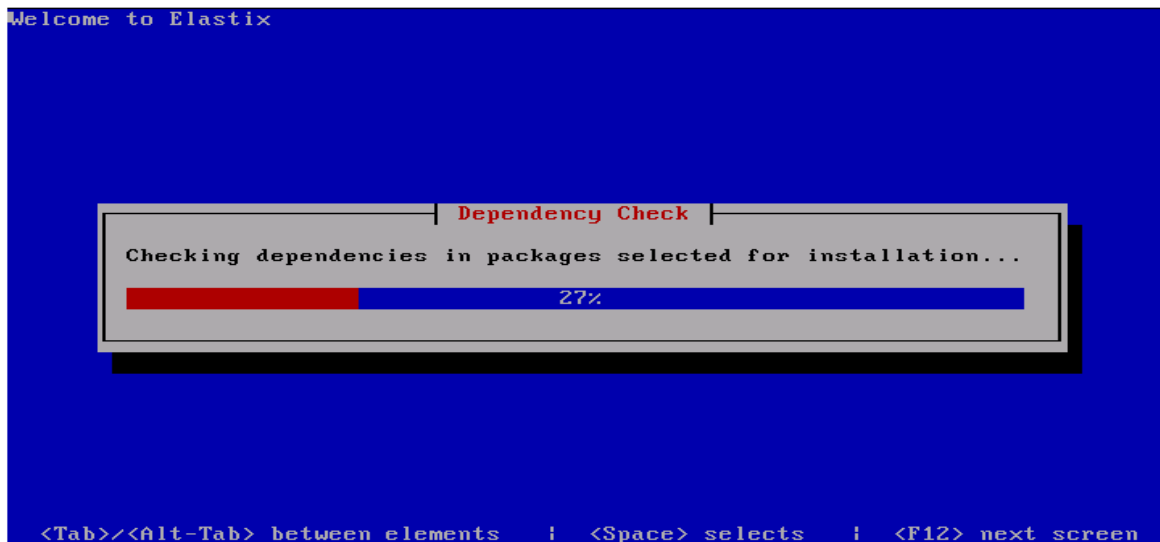 Welcome to Elastix
Dependency Check
Checking dependencies in packages selected for installation...
27%
<Tab>/<Alt-Tab> between elements | <Space> selects | <F12> next screen